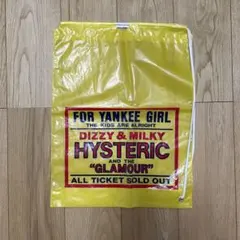 FOR YANKEE GIRL
THE KIDS ARE ALRIGHT
DIZZY & MILKY
HYSTERIC
AND THE
"GLAMOUR"
ALL TICKET SOLD OUT